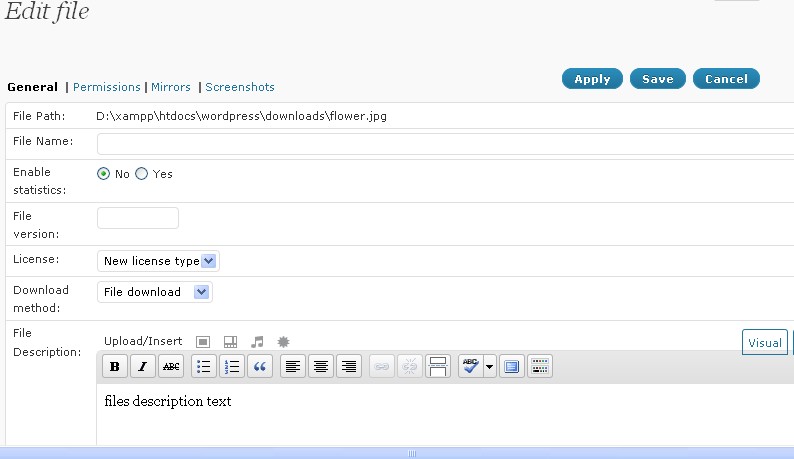 Edit file
General | Permissions | Mirrors | Screenshots
Apply Save Cancel
File Path: D:\xampp\htdocs\wordpress\downloads\flower.jpg
File Name:
Enable statistics: No Yes
File version:
License: New license type
Download method: File download
File Description:
Upload/Insert
Visual
B I ABC ABC
files description text